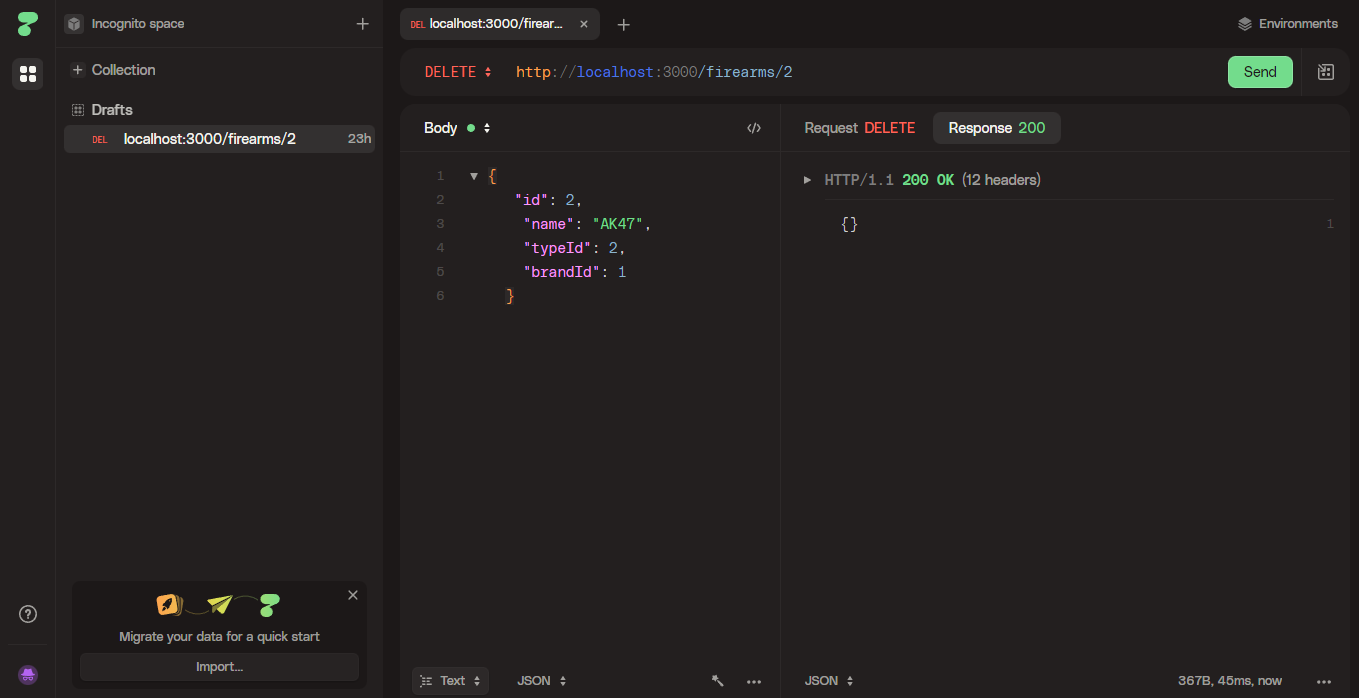 Incognito space
+ Collection
Drafts
DEL localhost:3000/firearms/2 23h
Migrate your data for a quick start
Import...
DEL localhost:3000/firear... ×
Environments
DELETE http://localhost:3000/firearms/2 Send
Body
1 {
2 "id": 2,
3 "name": "AK47",
4 "typeId": 2,
5 "brandId": 1
6 }
Text JSON
Request DELETE Response 200
HTTP/1.1 200 OK (12 headers)
{} 1
JSON 367B, 45ms, now